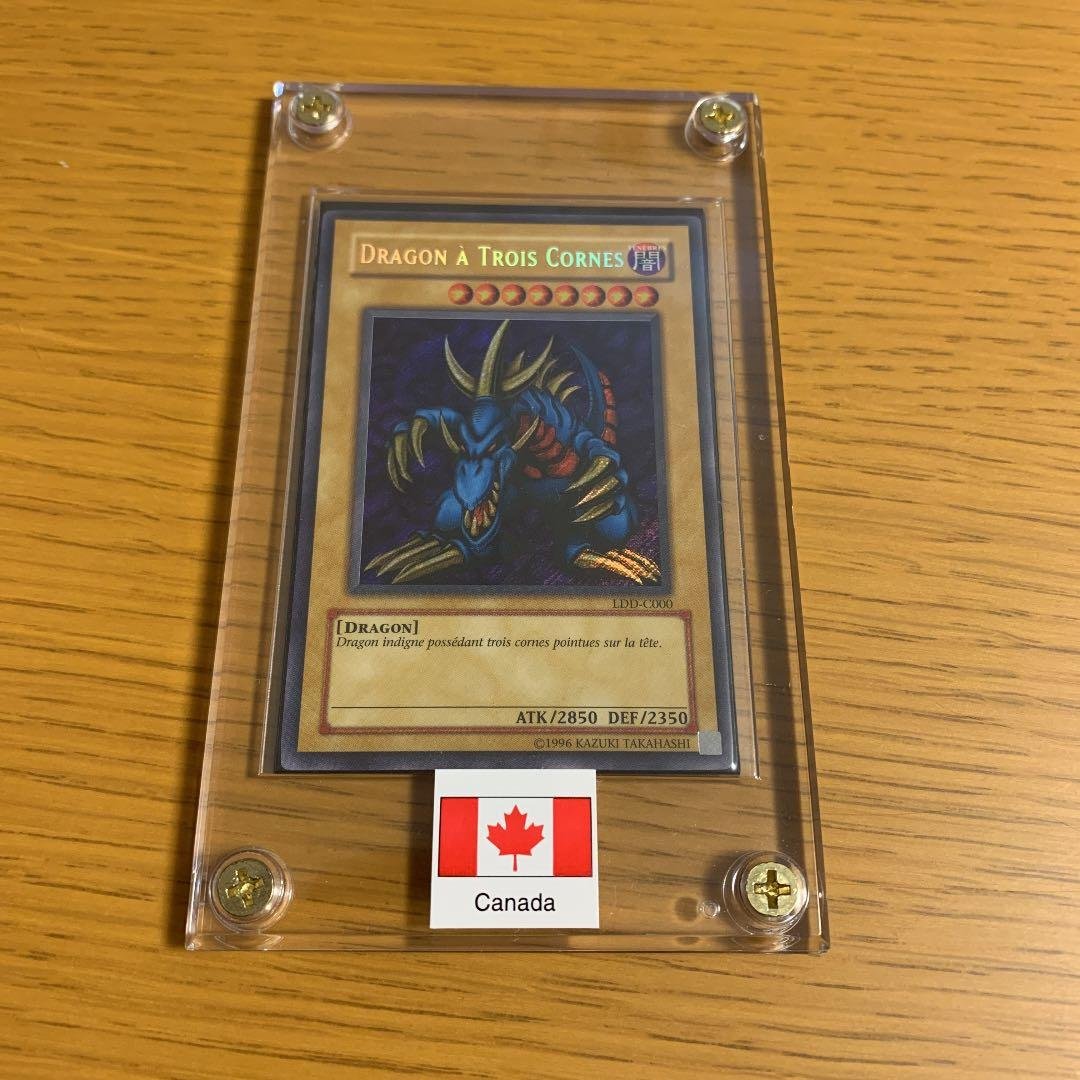 DRAGON À TROIS CORNES
TÉNÈBRES
闇
LDD-C000
[DRAGON]
Dragon indigne possédant trois cornes pointues sur la tête.
ATK/2850 DEF/2350
©1996 KAZUKI TAKAHASHI
Canada